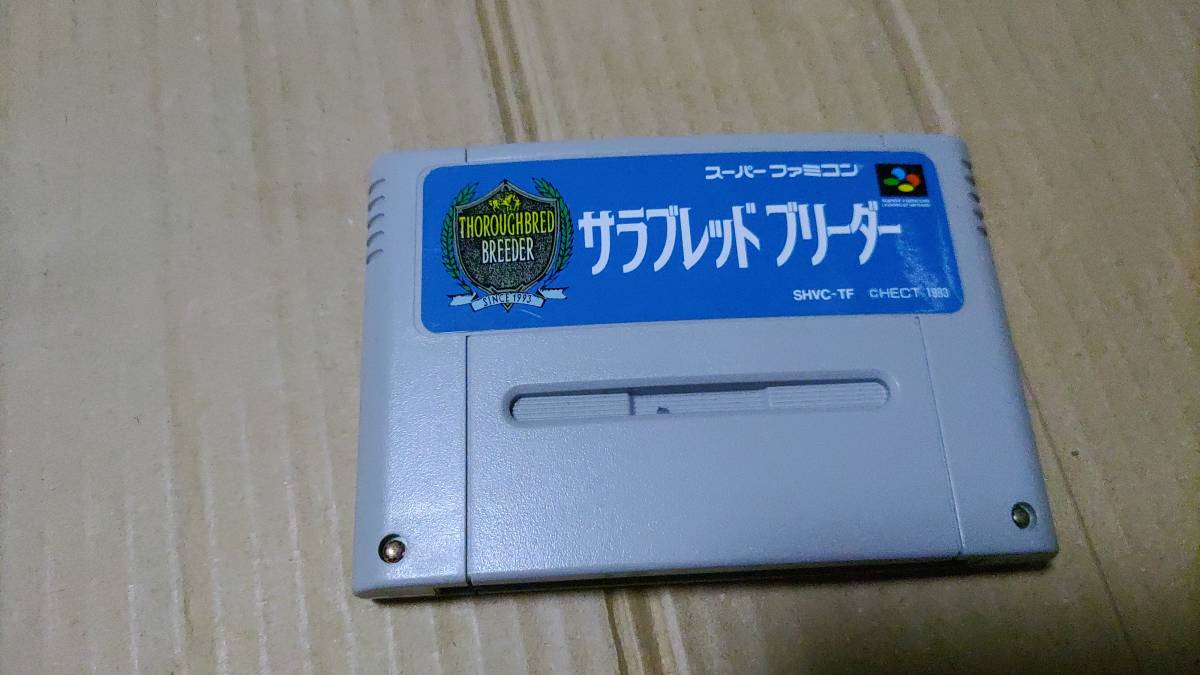 スーパーファミコン
THOROUGHBRED
BREEDER
SINCE 1993
サラブレッド ブリーダー
SHVC-TF ©HECT 1993